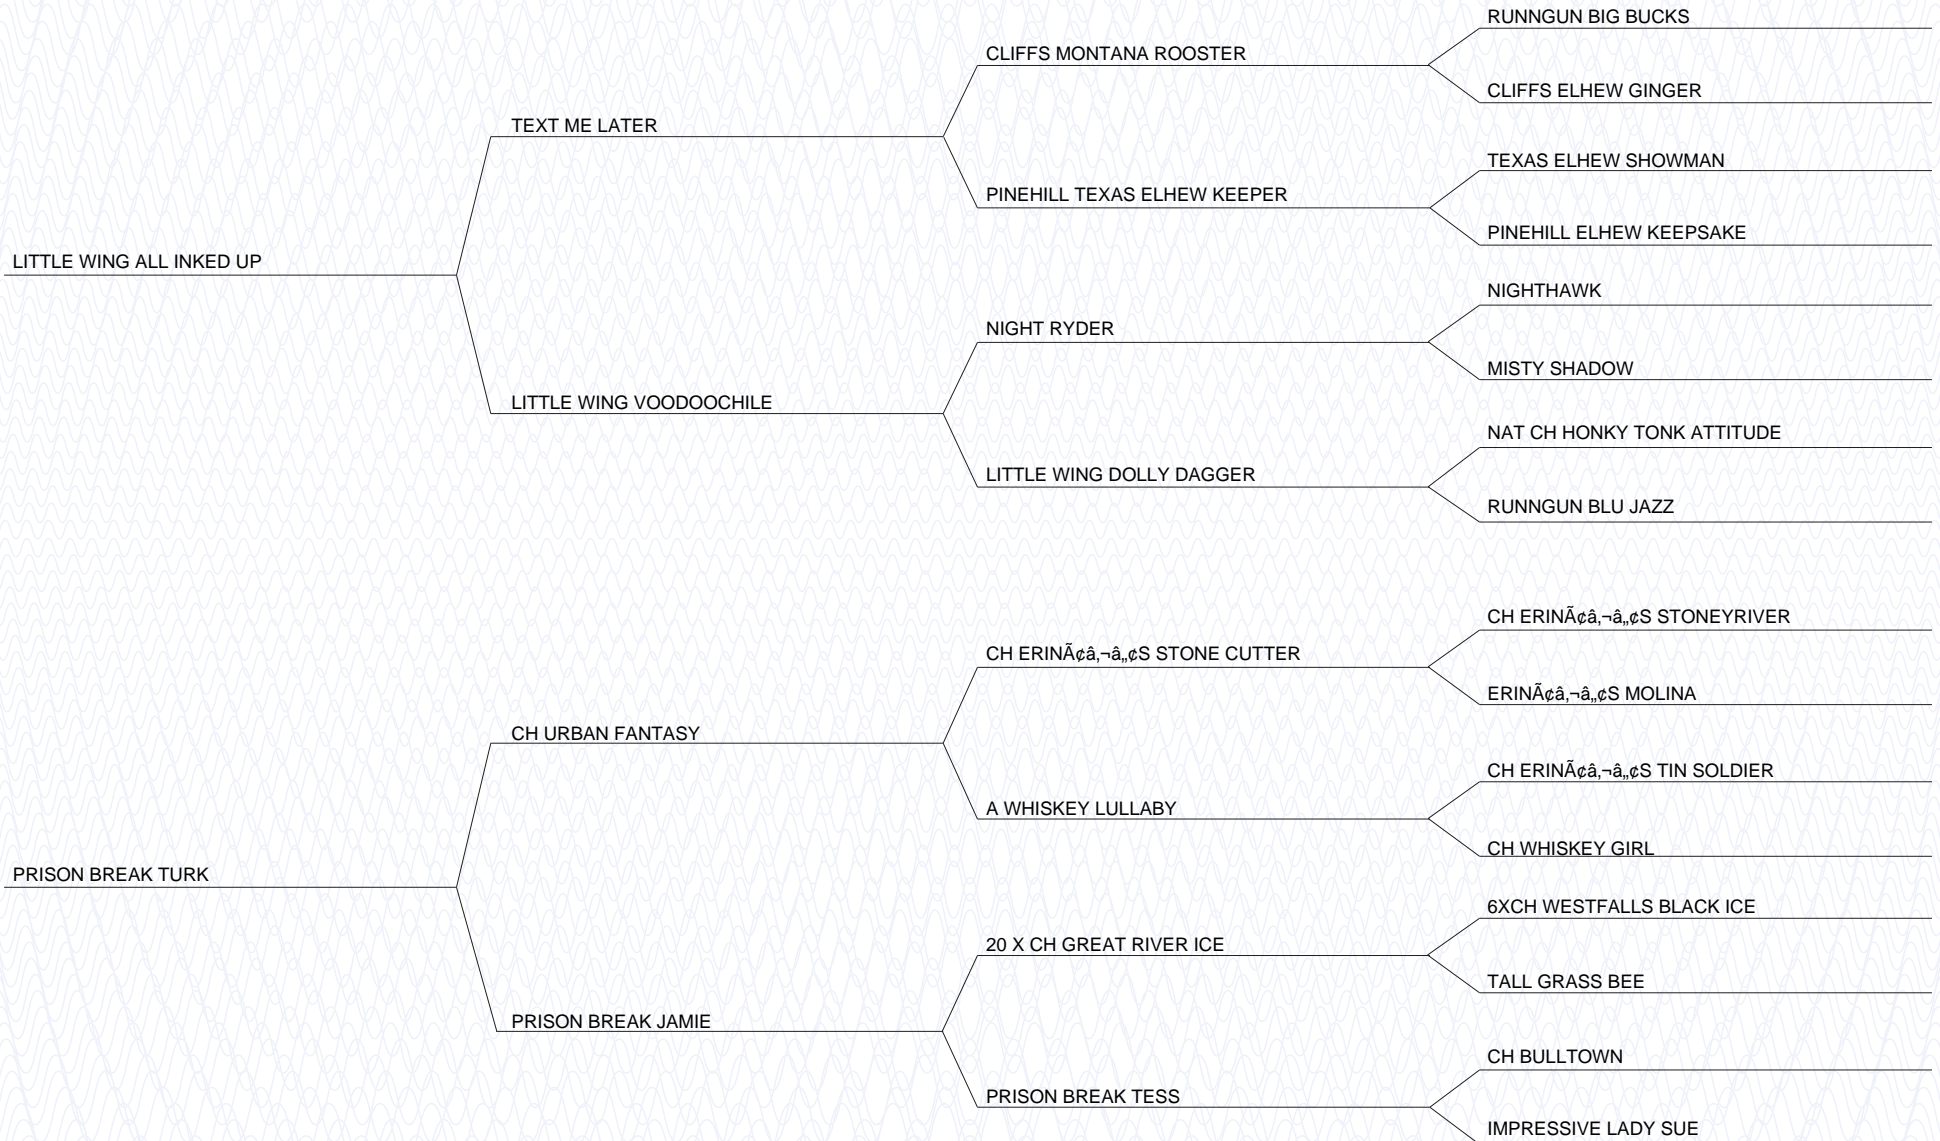 RUNNGUN BIG BUCKS
CLIFFS MONTANA ROOSTER
CLIFFS ELHEW GINGER
TEXT ME LATER
TEXAS ELHEW SHOWMAN
PINEHILL TEXAS ELHEW KEEPER
PINEHILL ELHEW KEEPSAKE
LITTLE WING ALL INKED UP
NIGHTHAWK
NIGHT RYDER
MISTY SHADOW
LITTLE WING VOODOOCHILE
NAT CH HONKY TONK ATTITUDE
LITTLE WING DOLLY DAGGER
RUNNGUN BLU JAZZ
CH ERINÃ¢â‚¬â„¢S STONEYRIVER
CH ERINÃ¢â‚¬â„¢S STONE CUTTER
ERINÃ¢â‚¬â„¢S MOLINA
CH URBAN FANTASY
CH ERINÃ¢â‚¬â„¢S TIN SOLDIER
A WHISKEY LULLABY
CH WHISKEY GIRL
PRISON BREAK TURK
6XCH WESTFALLS BLACK ICE
20 X CH GREAT RIVER ICE
TALL GRASS BEE
PRISON BREAK JAMIE
CH BULLTOWN
PRISON BREAK TESS
IMPRESSIVE LADY SUE